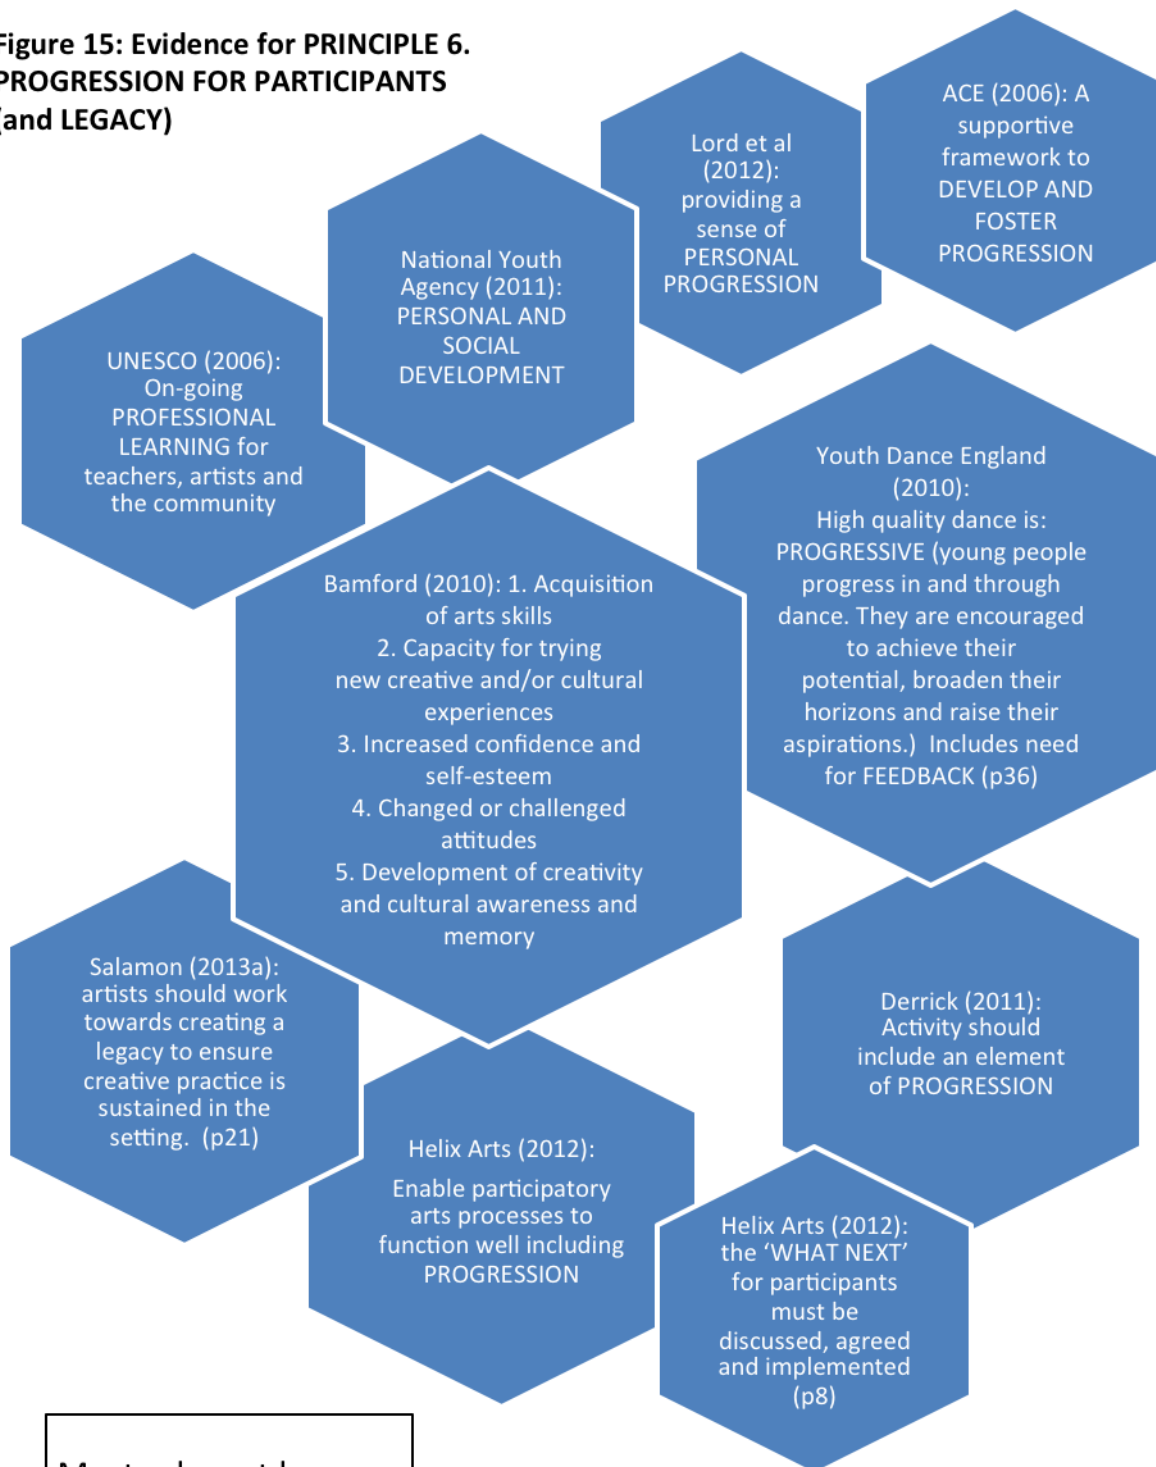 Figure 15: Evidence for PRINCIPLE 6.
PROGRESSION FOR PARTICIPANTS
(and LEGACY)
ACE (2006): A
supportive
framework to
DEVELOP AND
FOSTER
PROGRESSION
Lord et al
(2012):
providing a
sense of
PERSONAL
PROGRESSION
National Youth
Agency (2011):
PERSONAL AND
SOCIAL
DEVELOPMENT
UNESCO (2006):
On-going
PROFESSIONAL
LEARNING for
teachers, artists and
the community
Youth Dance England
(2010):
High quality dance is:
PROGRESSIVE (young people
progress in and through
dance. They are encouraged
to achieve their
potential, broaden their
horizons and raise their
aspirations.) Includes need
for FEEDBACK (p36)
Bamford (2010): 1. Acquisition
of arts skills
2. Capacity for trying
new creative and/or cultural
experiences
3. Increased confidence and
self-esteem
4. Changed or challenged
attitudes
5. Development of creativity
and cultural awareness and
memory
Salamon (2013a):
artists should work
towards creating a
legacy to ensure
creative practice is
sustained in the
setting. (p21)
Derrick (2011):
Activity should
include an element
of PROGRESSION
Helix Arts (2012):
Enable participatory
arts processes to
function well including
PROGRESSION
Helix Arts (2012):
the ‘WHAT NEXT’
for participants
must be
discussed, agreed
and implemented
(p8)